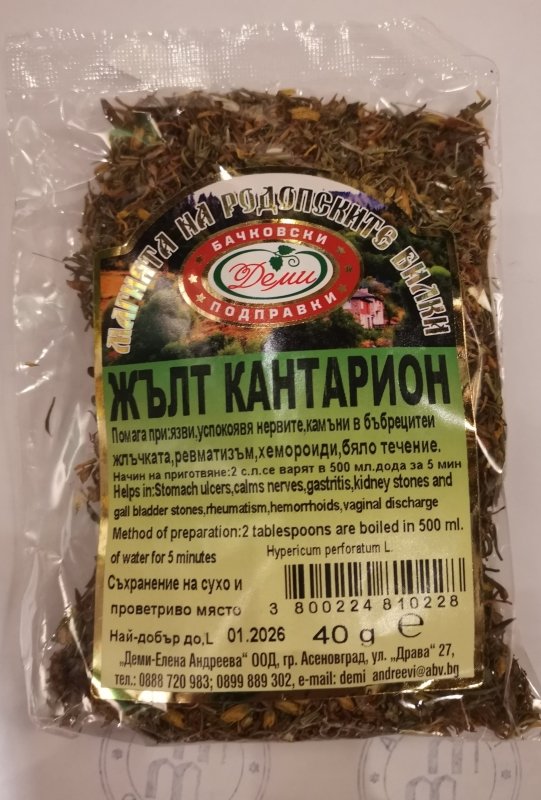 МАГИЯТА НА РОДОПСКИТЕ БИЛКИ
БАЧКОВСКИ
Деми
ПОДПРАВКИ
ЖЪЛТ КАНТАРИОН
Помага при:язви,успокоявя нервите,камъни в бъбрецитеи
жлъчката,ревматизъм,хемороиди,бяло течение.
Начин на приготвяне:2 с.л.се варят в 500 мл.дода за 5 мин
Helps in:Stomach ulcers,calms nerves,gastritis,kidney stones and
gall bladder stones,rheumatism,hemorrhoids,vaginal discharge
Method of preparation:2 tablespoons are boiled in 500 ml.
of water for 5 minutes
Hypericum perforatum L.
Съхранение на сухо и
проветриво място
3 800224 810228
Най-добър до,L 01.2026 40 g e
„Деми-Елена Андреева" ООД, гр. Асеновград, ул. „Драва" 27,
тел.: 0888 720 983; 0899 889 302, e-mail: demi_andreevi@abv.bg